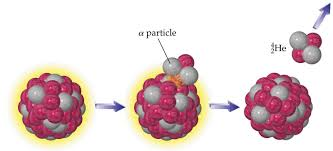 α particle
⁴₂He